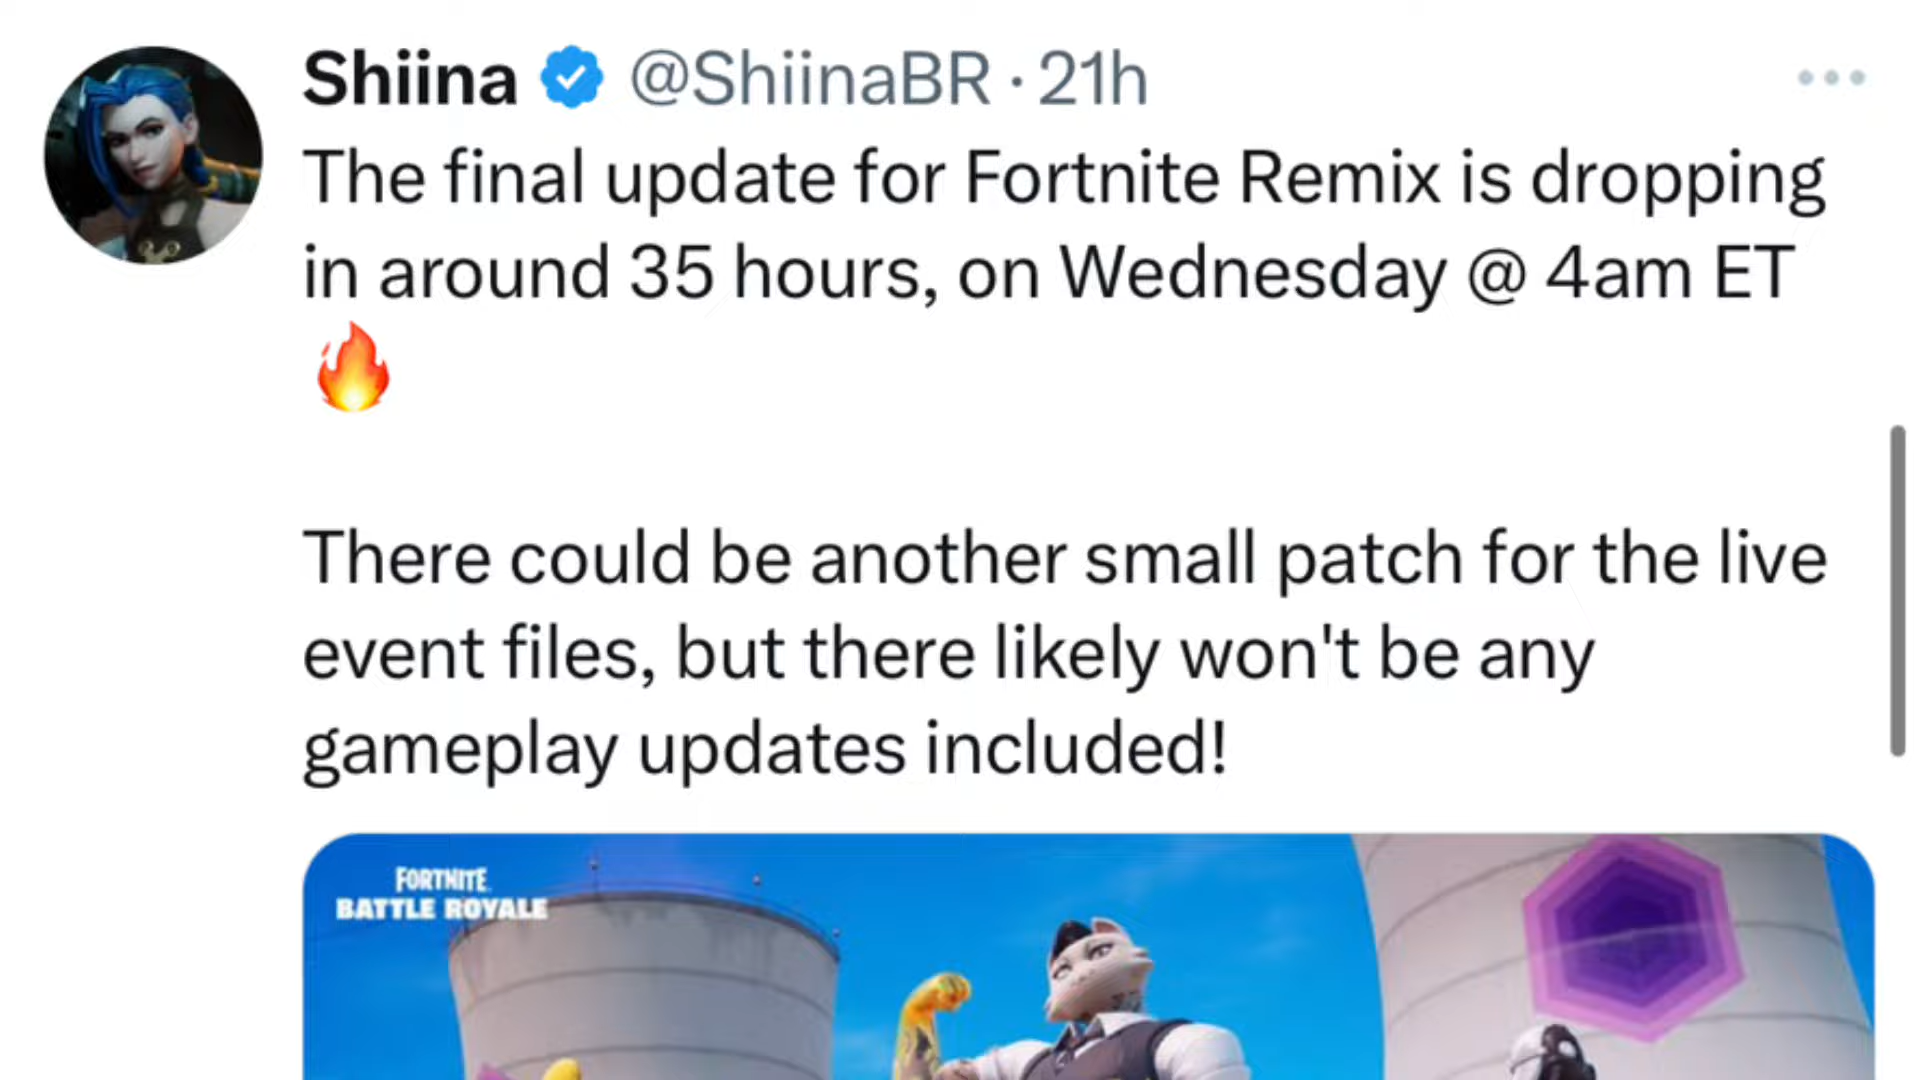 Shiina @ShiinaBR · 21h
The final update for Fortnite Remix is dropping
in around 35 hours, on Wednesday @ 4am ET
🔥
There could be another small patch for the live
event files, but there likely won't be any
gameplay updates included!
FORTNITE
BATTLE ROYALE